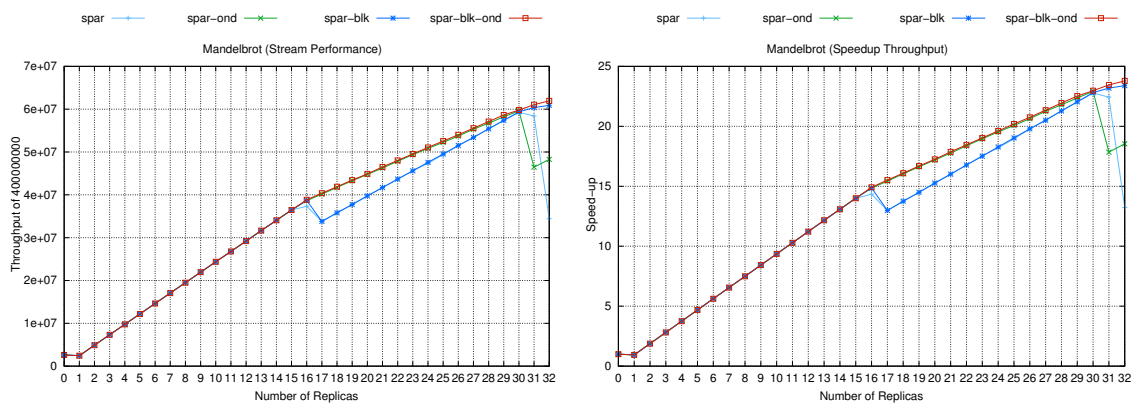 spar spar-ond spar-blk spar-blk-ond
Mandelbrot (Stream Performance)
Throughput of 400000000
7e+07
6e+07
5e+07
4e+07
3e+07
2e+07
1e+07
0
0 1 2 3 4 5 6 7 8 9 10 11 12 13 14 15 16 17 18 19 20 21 22 23 24 25 26 27 28 29 30 31 32
Number of Replicas
spar spar-ond spar-blk spar-blk-ond
Mandelbrot (Speedup Throughput)
Speed-up
25
20
15
10
5
0
0 1 2 3 4 5 6 7 8 9 10 11 12 13 14 15 16 17 18 19 20 21 22 23 24 25 26 27 28 29 30 31 32
Number of Replicas